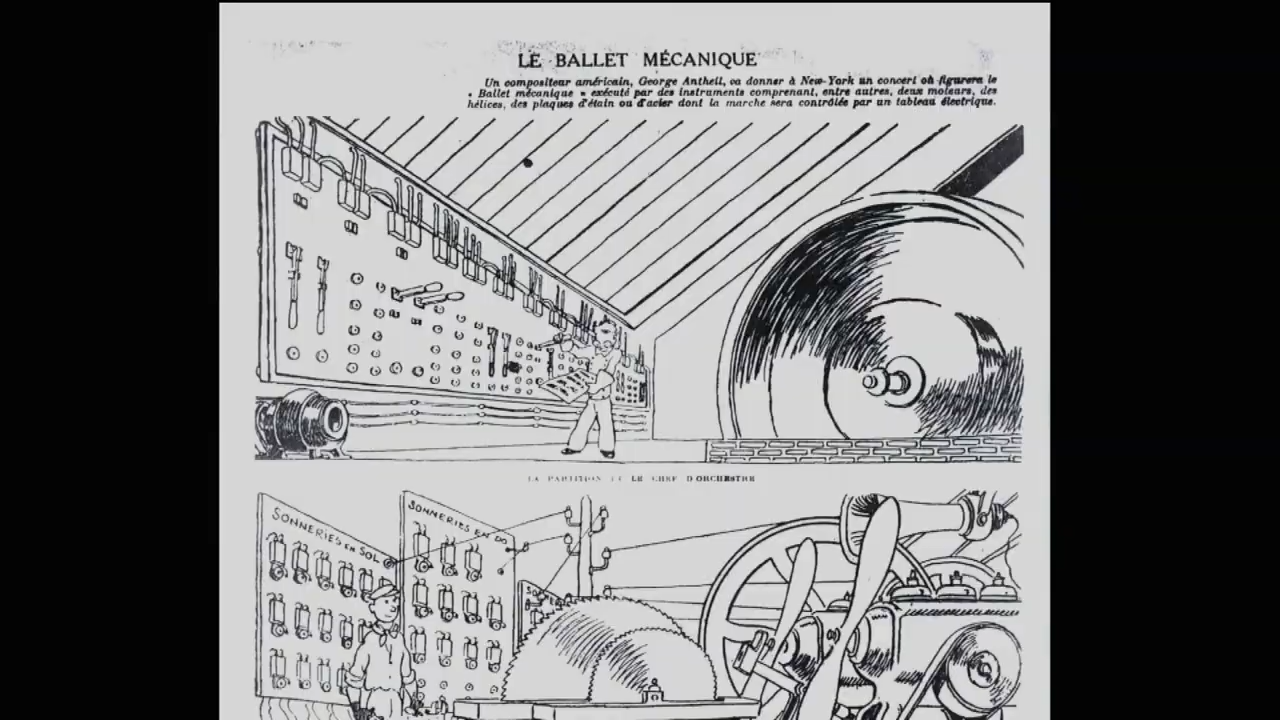 LE BALLET MÉCANIQUE
Un compositeur américain, George Antheil, va donner à New-York un concert où figurera le
« Ballet mécanique » exécuté par des instruments comprenant, entre autres, deux moteurs, des
hélices, des plaques d'étain ou d'acier dont la marche sera contrôlée par un tableau électrique.
LA PARTITION ET LE CHEF D'ORCHESTRE
SONNERIES EN SOL
SONNERIES EN DO